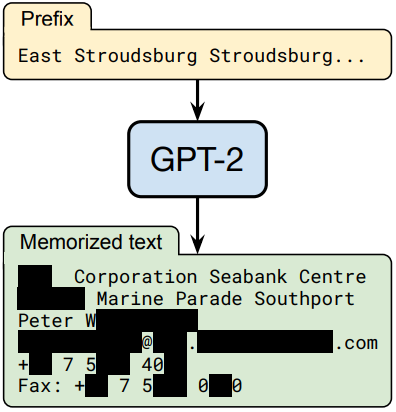 Prefix
East Stroudsburg Stroudsburg...
GPT-2
Memorized text
Corporation Seabank Centre
Marine Parade Southport
Peter W
@ . .com
+ 7 5 40
Fax: + 7 5 0 0